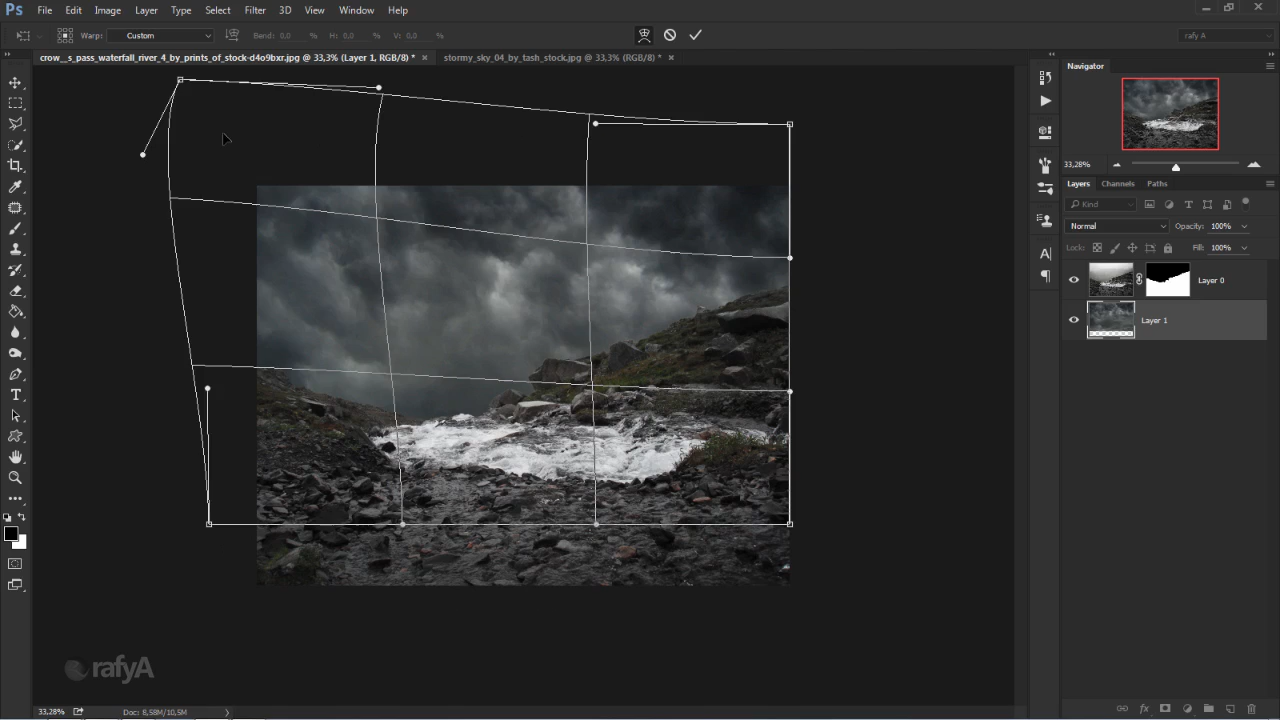 Ps File Edit Image Layer Type Select Filter 3D View Window Help
Warp: Custom Bend: 0,0 % H: 0,0 % V: 0,0 % rafy A
crow__s_pass_waterfall_river_4_by_prints_of_stock-d4o9bxr.jpg @ 33,3% (Layer 1, RGB/8) * × stormy_sky_04_by_tash_stock.jpg @ 33,3% (RGB/8) * ×
Navigator
33,28%
Layers Channels Paths
Kind
Normal Opacity: 100%
Lock: Fill: 100%
Layer 0
Layer 1
rafyA
33,28% Doc: 8,58M/10,5M
fx